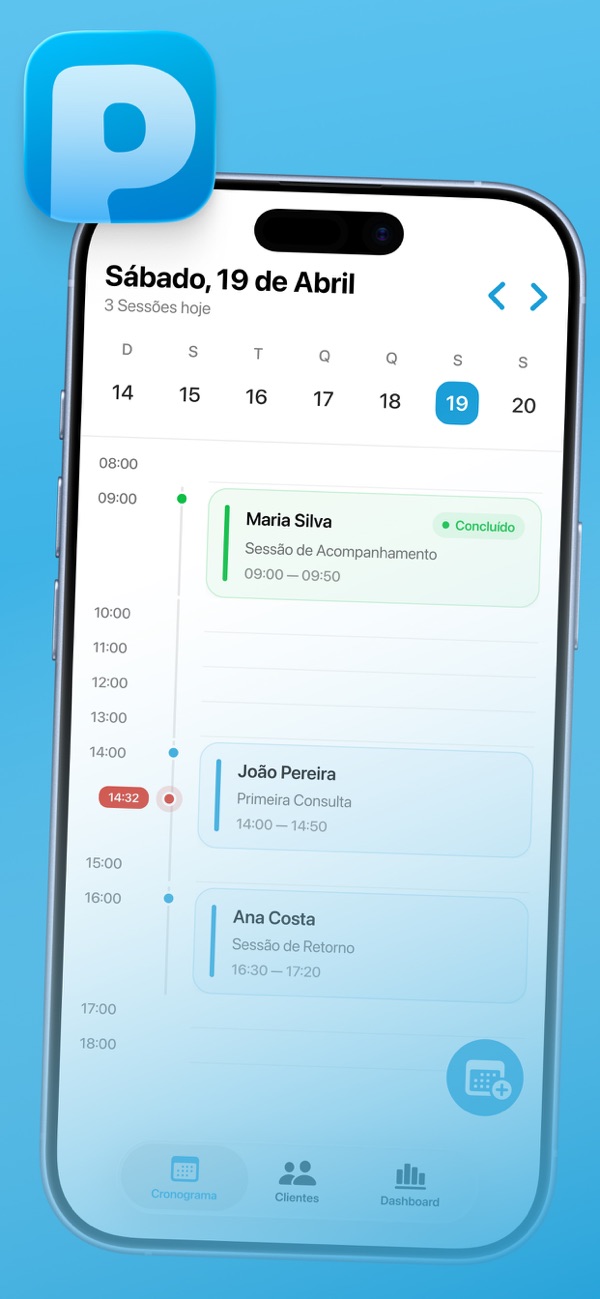 P
Sábado, 19 de Abril
3 Sessões hoje
D S T Q Q S S
14 15 16 17 18 19 20
08:00
09:00
Maria Silva
Concluído
Sessão de Acompanhamento
09:00 — 09:50
10:00
11:00
12:00
13:00
14:00
João Pereira
14:32
Primeira Consulta
14:00 — 14:50
15:00
16:00
Ana Costa
Sessão de Retorno
16:30 — 17:20
17:00
18:00
Cronograma
Clientes
Dashboard